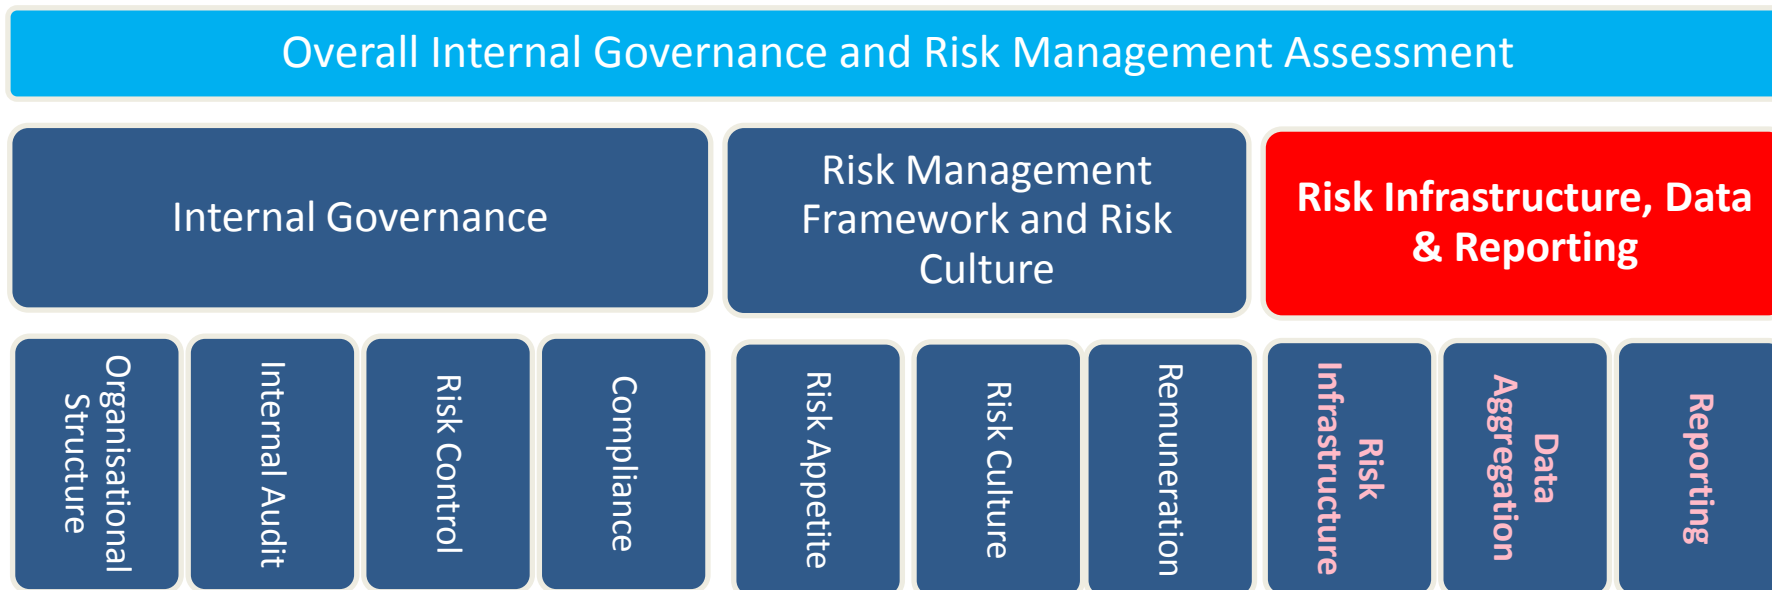 Overall Internal Governance and Risk Management Assessment
Internal Governance
Risk Management
Framework and Risk
Culture
Risk Infrastructure, Data
& Reporting
Organisational
Structure
Internal Audit
Risk Control
Compliance
Risk Appetite
Risk Culture
Remuneration
Risk
Infrastructure
Data
Aggregation
Reporting